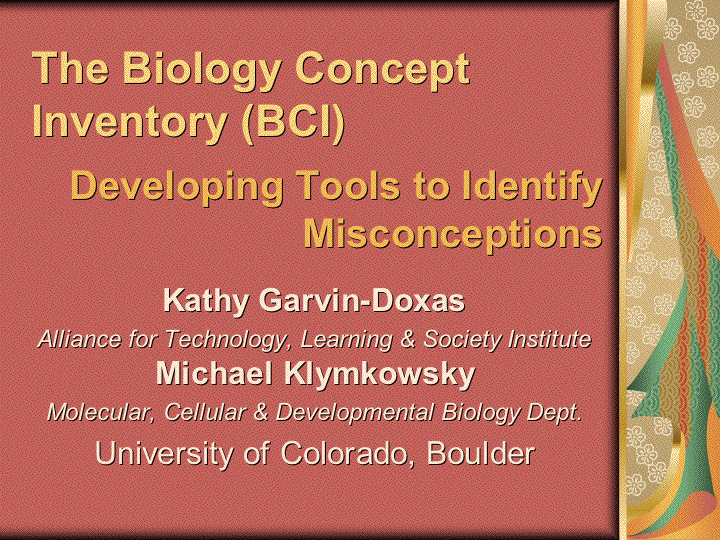 The Biology Concept
Inventory (BCI)
Developing Tools to Identify
Misconceptions
Kathy Garvin-Doxas
Alliance for Technology, Learning & Society Institute
Michael Klymkowsky
Molecular, Cellular & Developmental Biology Dept.
University of Colorado, Boulder